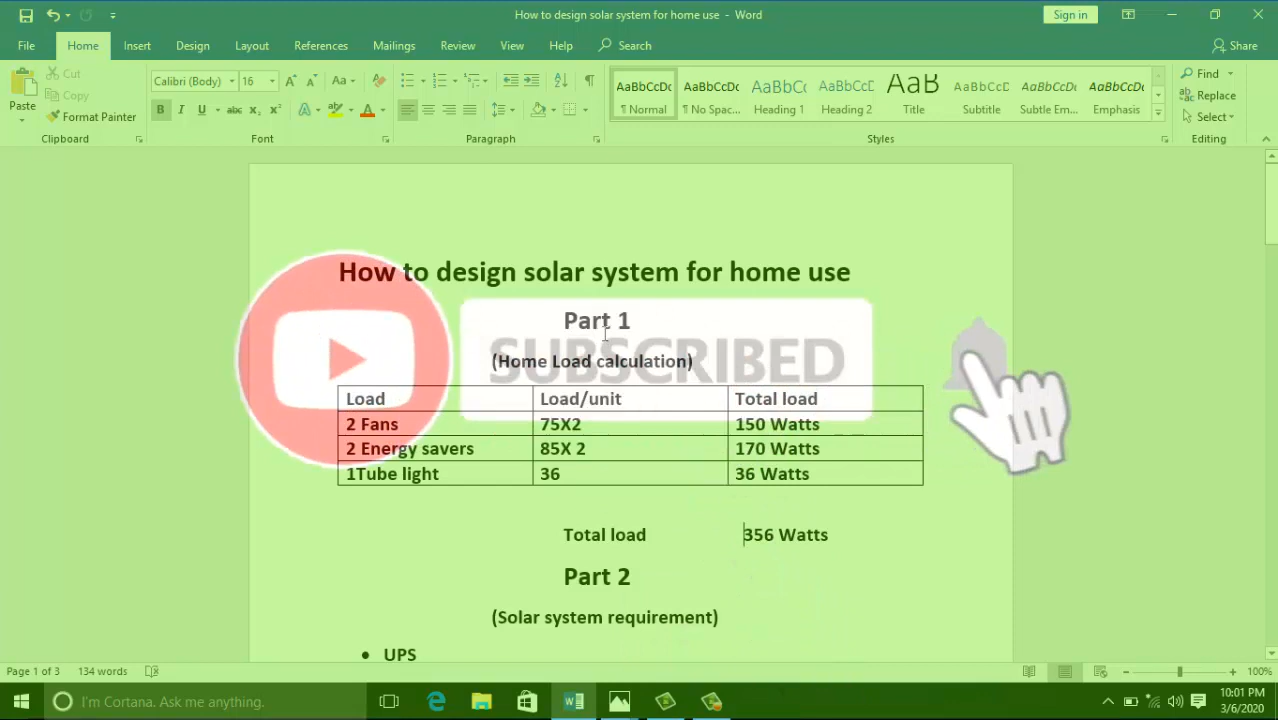 How to design solar system for home use - Word
Sign in
File Home Insert Design Layout References Mailings Review View Help Search Share
Paste
Cut
Copy
Format Painter
Clipboard
Calibri (Body) 16
Font
Paragraph
AaBbCcDc AaBbCcDc AaBbCc AaBbCcC AaB AaBbCcD AaBbCcDc AaBbCcDc
¶ Normal ¶ No Spac... Heading 1 Heading 2 Title Subtitle Subtle Em... Emphasis
Styles
Find
Replace
Select
Editing
How to design solar system for home use
Part 1
SUBSCRIBED
(Home Load calculation)
Load Load/unit Total load
2 Fans 75X2 150 Watts
2 Energy savers 85X 2 170 Watts
1Tube light 36 36 Watts
Total load 356 Watts
Part 2
(Solar system requirement)
• UPS
Page 1 of 3 134 words 100%
I'm Cortana. Ask me anything.
10:01 PM
3/6/2020